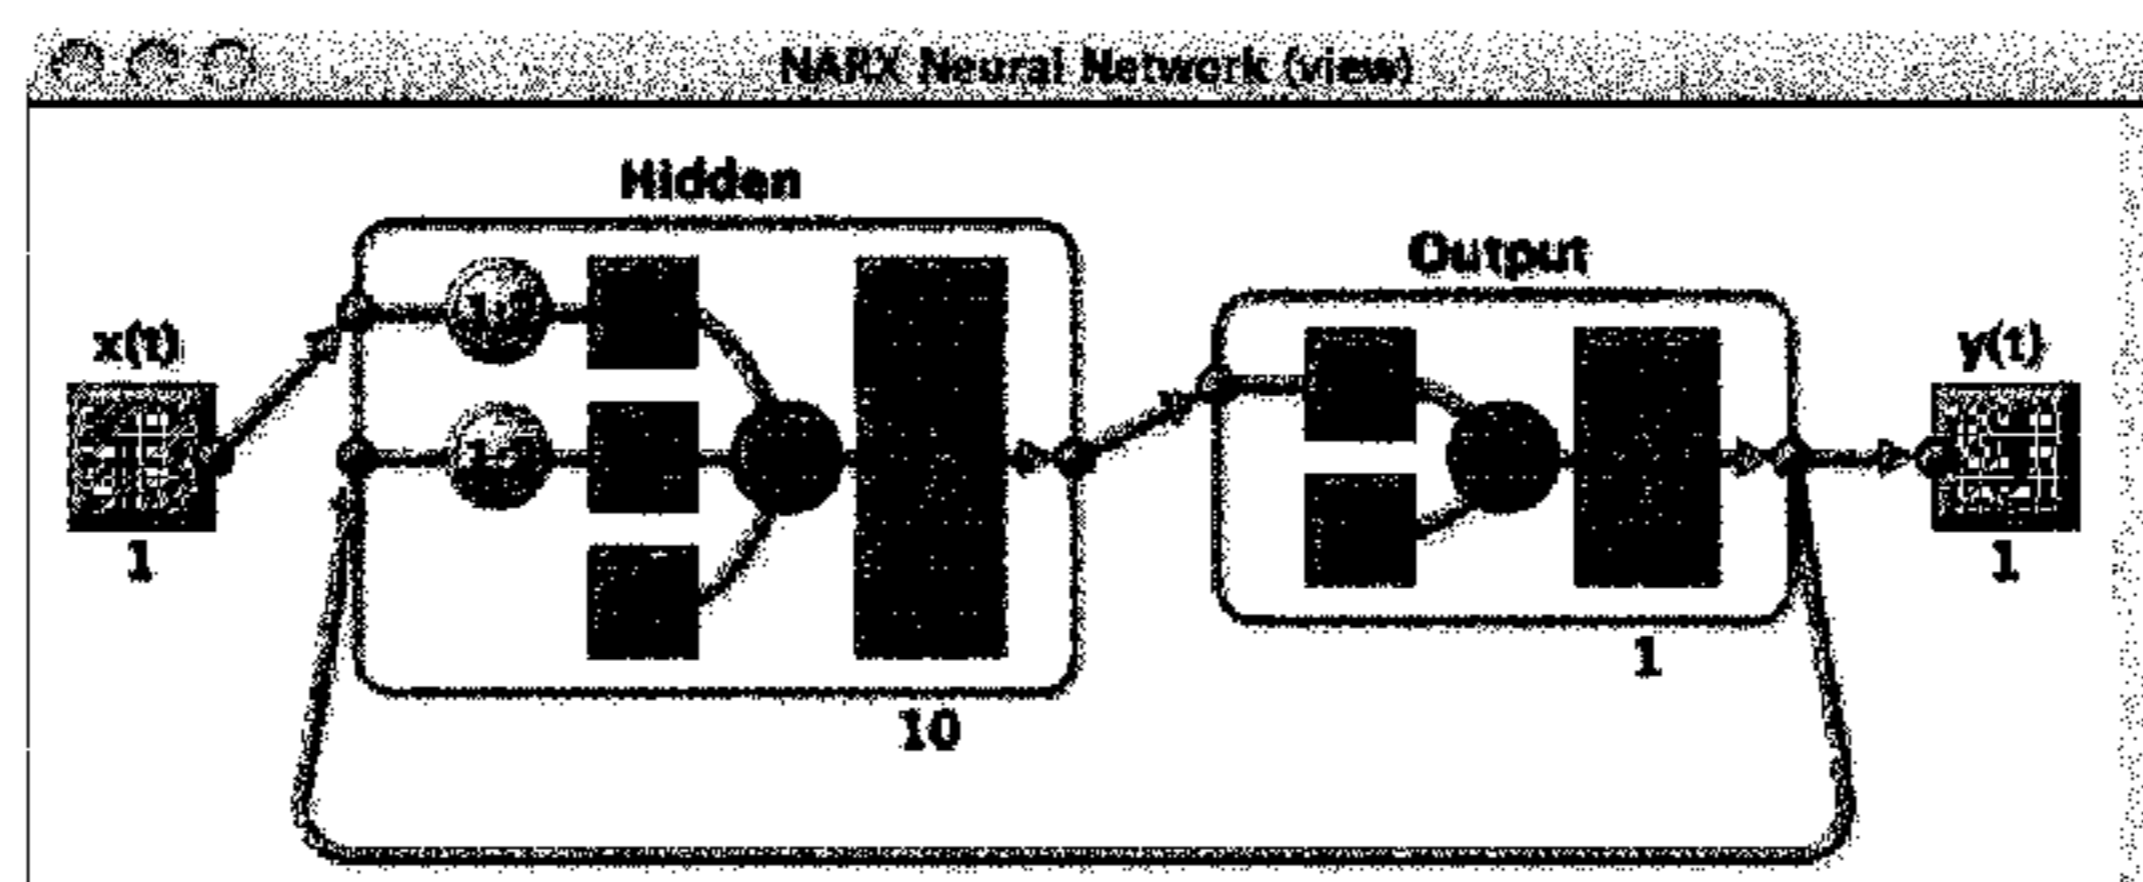 NARX Neural Network (view)
Hidden
Output
x(t)
y(t)
1
1
1
10